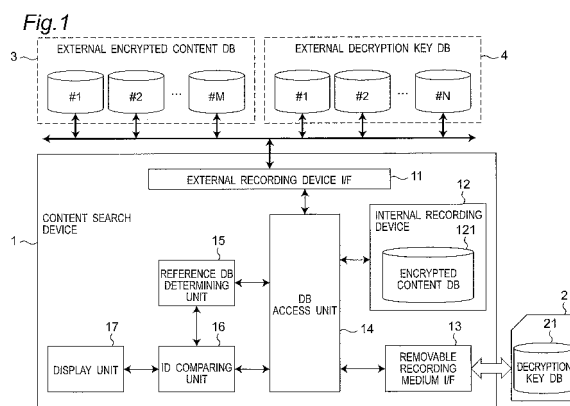 Fig.1
3
EXTERNAL ENCRYPTED CONTENT DB
#1
#2
...
#M
EXTERNAL DECRYPTION KEY DB
4
#1
#2
...
#N
EXTERNAL RECORDING DEVICE I/F
11
1
CONTENT SEARCH
DEVICE
12
INTERNAL RECORDING
DEVICE
121
ENCRYPTED
CONTENT DB
15
REFERENCE DB
DETERMINING
UNIT
DB
ACCESS UNIT
14
17
DISPLAY UNIT
16
ID COMPARING
UNIT
13
REMOVABLE
RECORDING
MEDIUM I/F
2
21
DECRYPTION
KEY DB